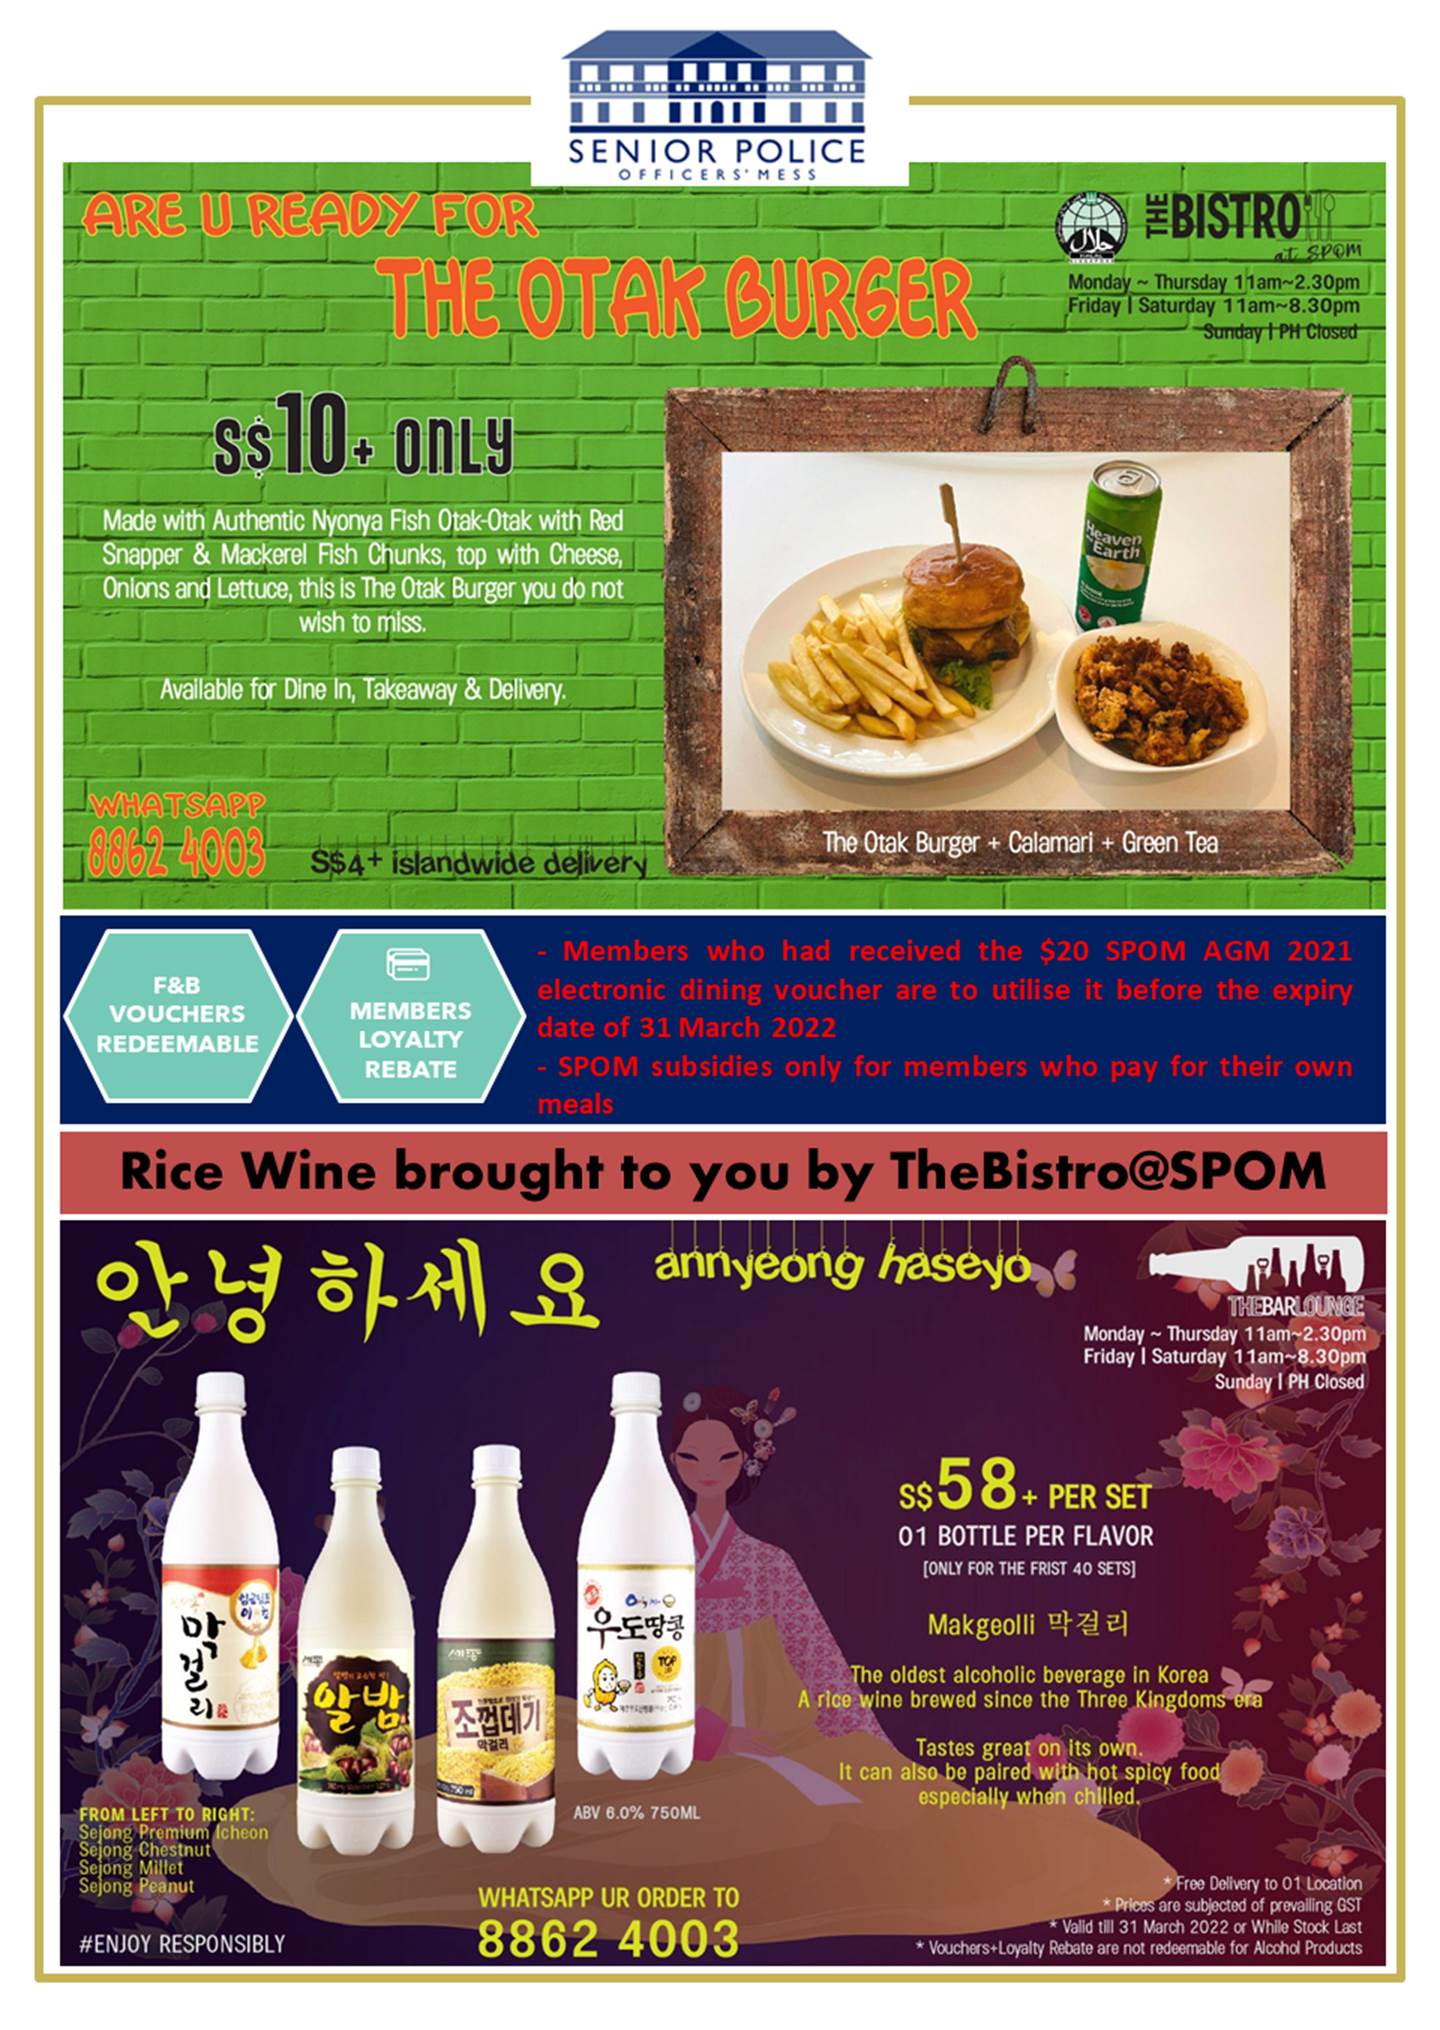 SENIOR POLICE
OFFICERS' MESS
ARE U READY FOR
THE OTAK BURGER
THE BISTRO
at SPOM
Monday ~ Thursday 11am~2.30pm
Friday | Saturday 11am~8.30pm
Sunday | PH Closed
S$10+ ONLY
Made with Authentic Nyonya Fish Otak-Otak with Red
Snapper & Mackerel Fish Chunks, top with Cheese,
Onions and Lettuce, this is The Otak Burger you do not
wish to miss.
Available for Dine In, Takeaway & Delivery.
Heaven
Earth
The Otak Burger + Calamari + Green Tea
WHATSAPP
8862 4003
S$4+ islandwide delivery
F&B
VOUCHERS
REDEEMABLE
MEMBERS
LOYALTY
REBATE
- Members who had received the $20 SPOM AGM 2021
electronic dining voucher are to utilise it before the expiry
date of 31 March 2022
- SPOM subsidies only for members who pay for their own
meals
Rice Wine brought to you by TheBistro@SPOM
안녕하세요
annyeong haseyo
THEBARLOUNGE
Monday ~ Thursday 11am~2.30pm
Friday | Saturday 11am~8.30pm
Sunday | PH Closed
S$58+ PER SET
01 BOTTLE PER FLAVOR
[ONLY FOR THE FRIST 40 SETS]
Makgeolli 막걸리
The oldest alcoholic beverage in Korea
A rice wine brewed since the Three Kingdoms era
Tastes great on its own.
It can also be paired with hot spicy food
especially when chilled.
막걸리
알밤
조껍데기
막걸리
750 ml
우도땅콩
TOP
ABV 6.0% 750ML
FROM LEFT TO RIGHT:
Sejong Premium Icheon
Sejong Chestnut
Sejong Millet
Sejong Peanut
#ENJOY RESPONSIBLY
WHATSAPP UR ORDER TO
8862 4003
* Free Delivery to 01 Location
* Prices are subjected of prevailing GST
* Valid till 31 March 2022 or While Stock Last
* Vouchers+Loyalty Rebate are not redeemable for Alcohol Products